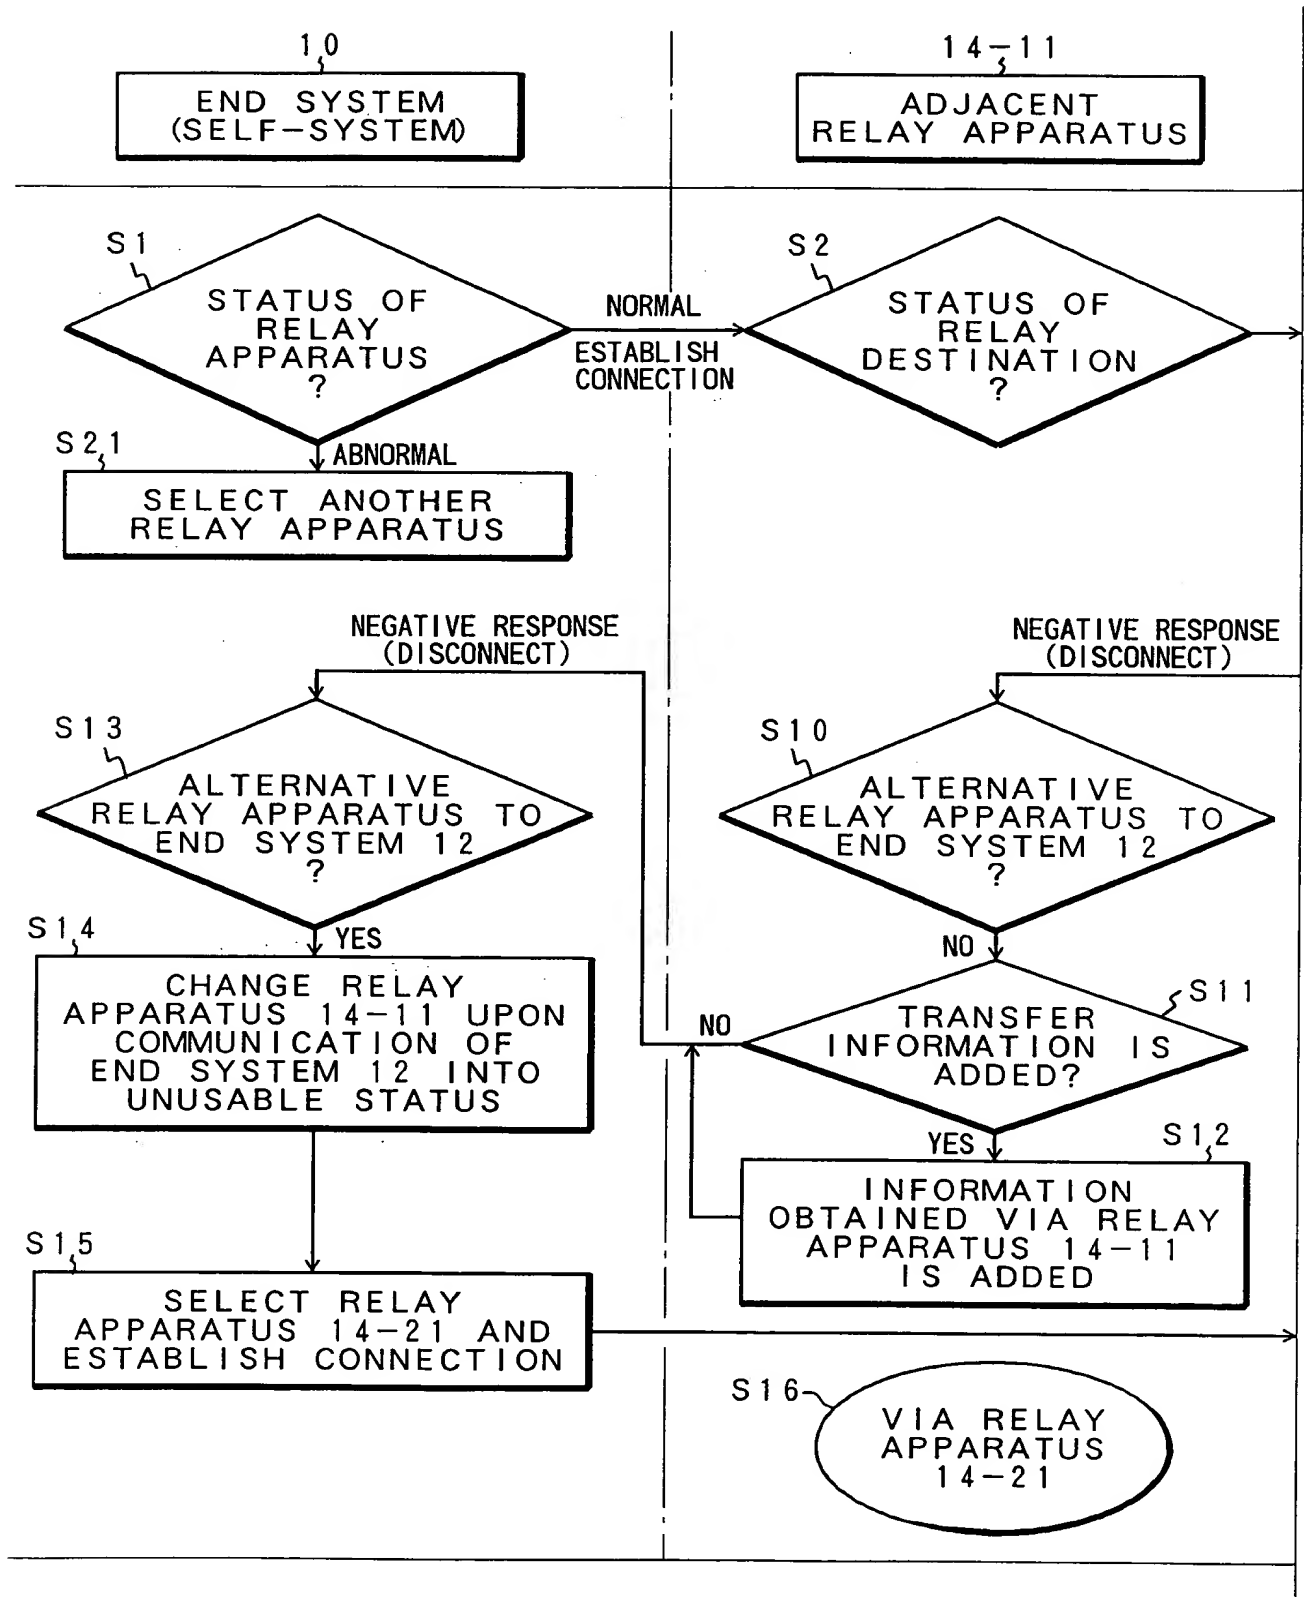 10
END SYSTEM
(SELF-SYSTEM)
14-11
ADJACENT
RELAY APPARATUS
S1
STATUS OF
RELAY
APPARATUS
?
NORMAL
ESTABLISH
CONNECTION
S2
STATUS OF
RELAY
DESTINATION
?
ABNORMAL
S21
SELECT ANOTHER
RELAY APPARATUS
NEGATIVE RESPONSE
(DISCONNECT)
NEGATIVE RESPONSE
(DISCONNECT)
S13
ALTERNATIVE
RELAY APPARATUS TO
END SYSTEM 12
?
S10
ALTERNATIVE
RELAY APPARATUS TO
END SYSTEM 12
?
YES
NO
S14
CHANGE RELAY
APPARATUS 14-11 UPON
COMMUNICATION OF
END SYSTEM 12 INTO
UNUSABLE STATUS
NO
S11
TRANSFER
INFORMATION IS
ADDED?
YES
S12
INFORMATION
OBTAINED VIA RELAY
APPARATUS 14-11
IS ADDED
S15
SELECT RELAY
APPARATUS 14-21 AND
ESTABLISH CONNECTION
S16
VIA RELAY
APPARATUS
14-21